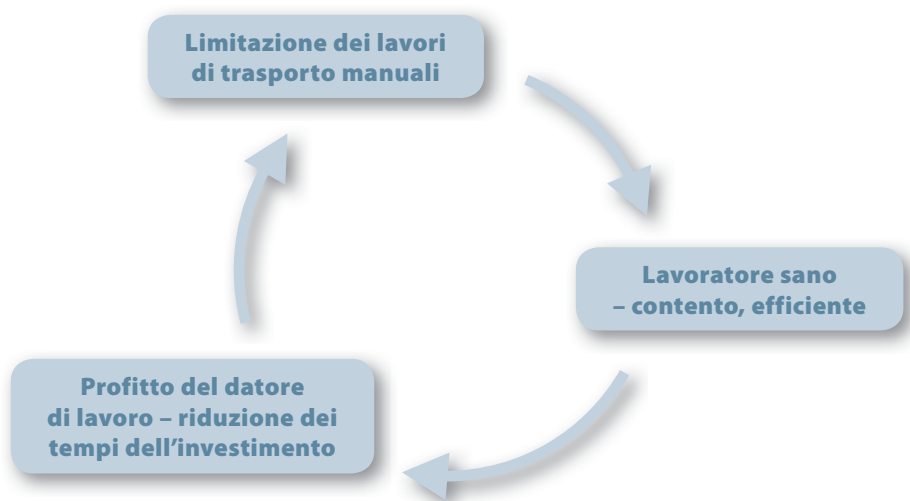 Limitazione dei lavori
di trasporto manuali
Lavoratore sano
– contento, efficiente
Profitto del datore
di lavoro – riduzione dei
tempi dell’investimento